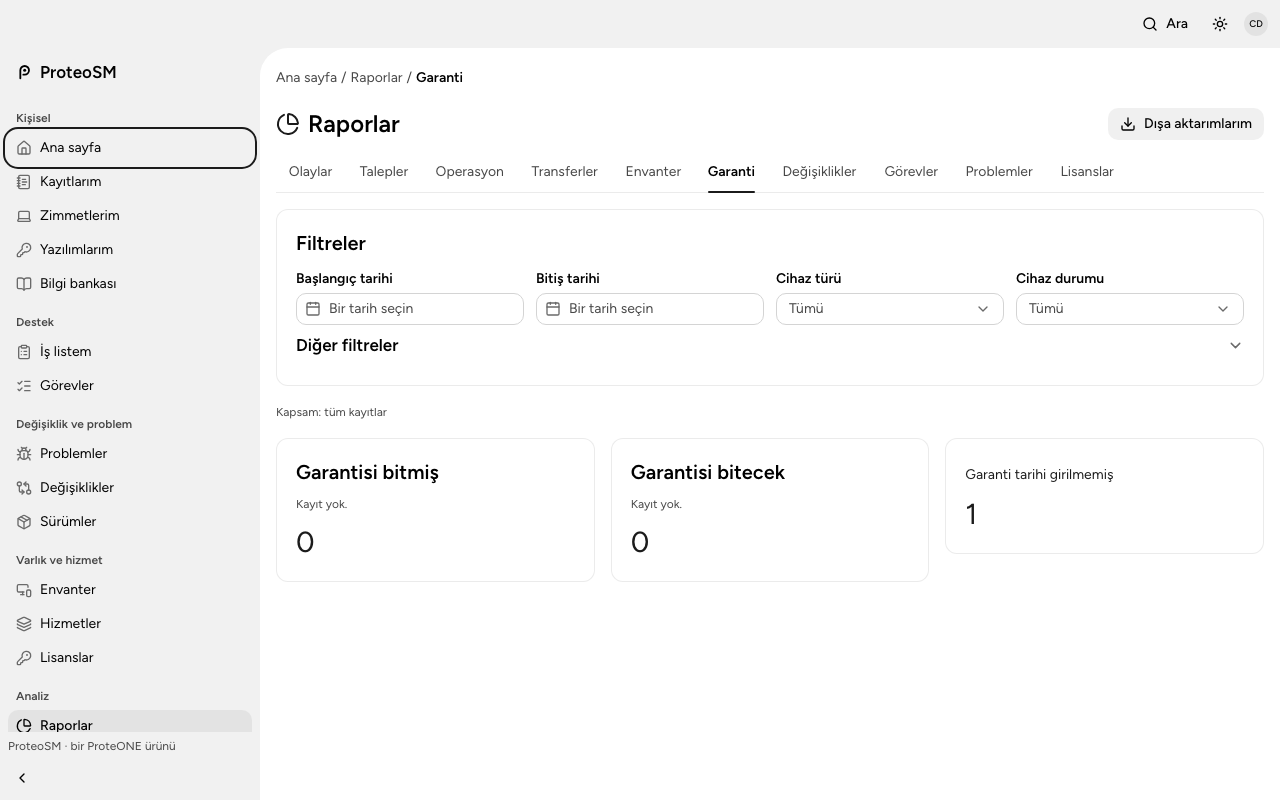 Ara
CD
ProteoSM
Kişisel
Ana sayfa
Kayıtlarım
Zimmetlerim
Yazılımlarım
Bilgi bankası
Destek
İş listem
Görevler
Değişiklik ve problem
Problemler
Değişiklikler
Sürümler
Varlık ve hizmet
Envanter
Hizmetler
Lisanslar
Analiz
Raporlar
ProteoSM · bir ProteONE ürünü
Ana sayfa / Raporlar / Garanti
Raporlar
Dışa aktarımlarım
Olaylar Talepler Operasyon Transferler Envanter Garanti Değişiklikler Görevler Problemler Lisanslar
Filtreler
Başlangıç tarihi Bitiş tarihi Cihaz türü Cihaz durumu
Bir tarih seçin Bir tarih seçin Tümü Tümü
Diğer filtreler
Kapsam: tüm kayıtlar
Garantisi bitmiş
Kayıt yok.
0
Garantisi bitecek
Kayıt yok.
0
Garanti tarihi girilmemiş
1